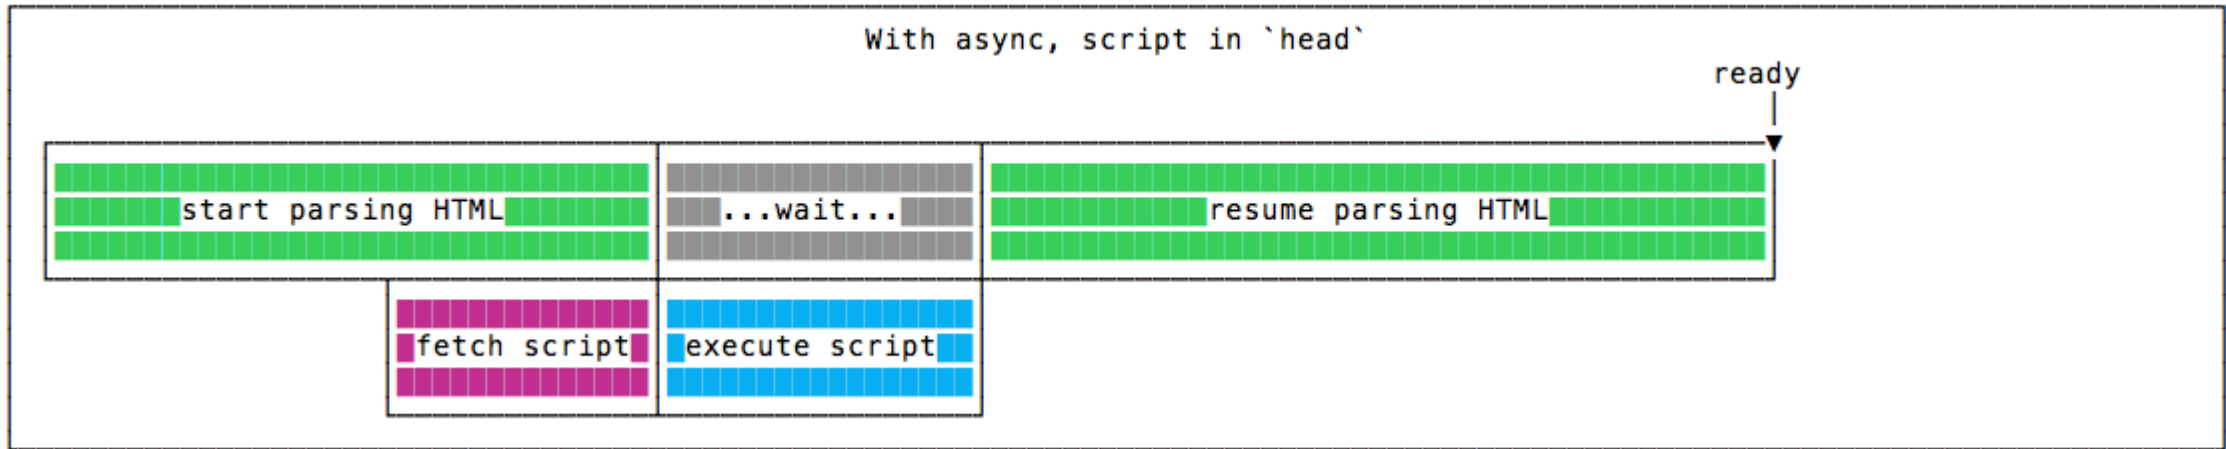 With async, script in `head`
ready
start parsing HTML
...wait...
resume parsing HTML
fetch script
execute script